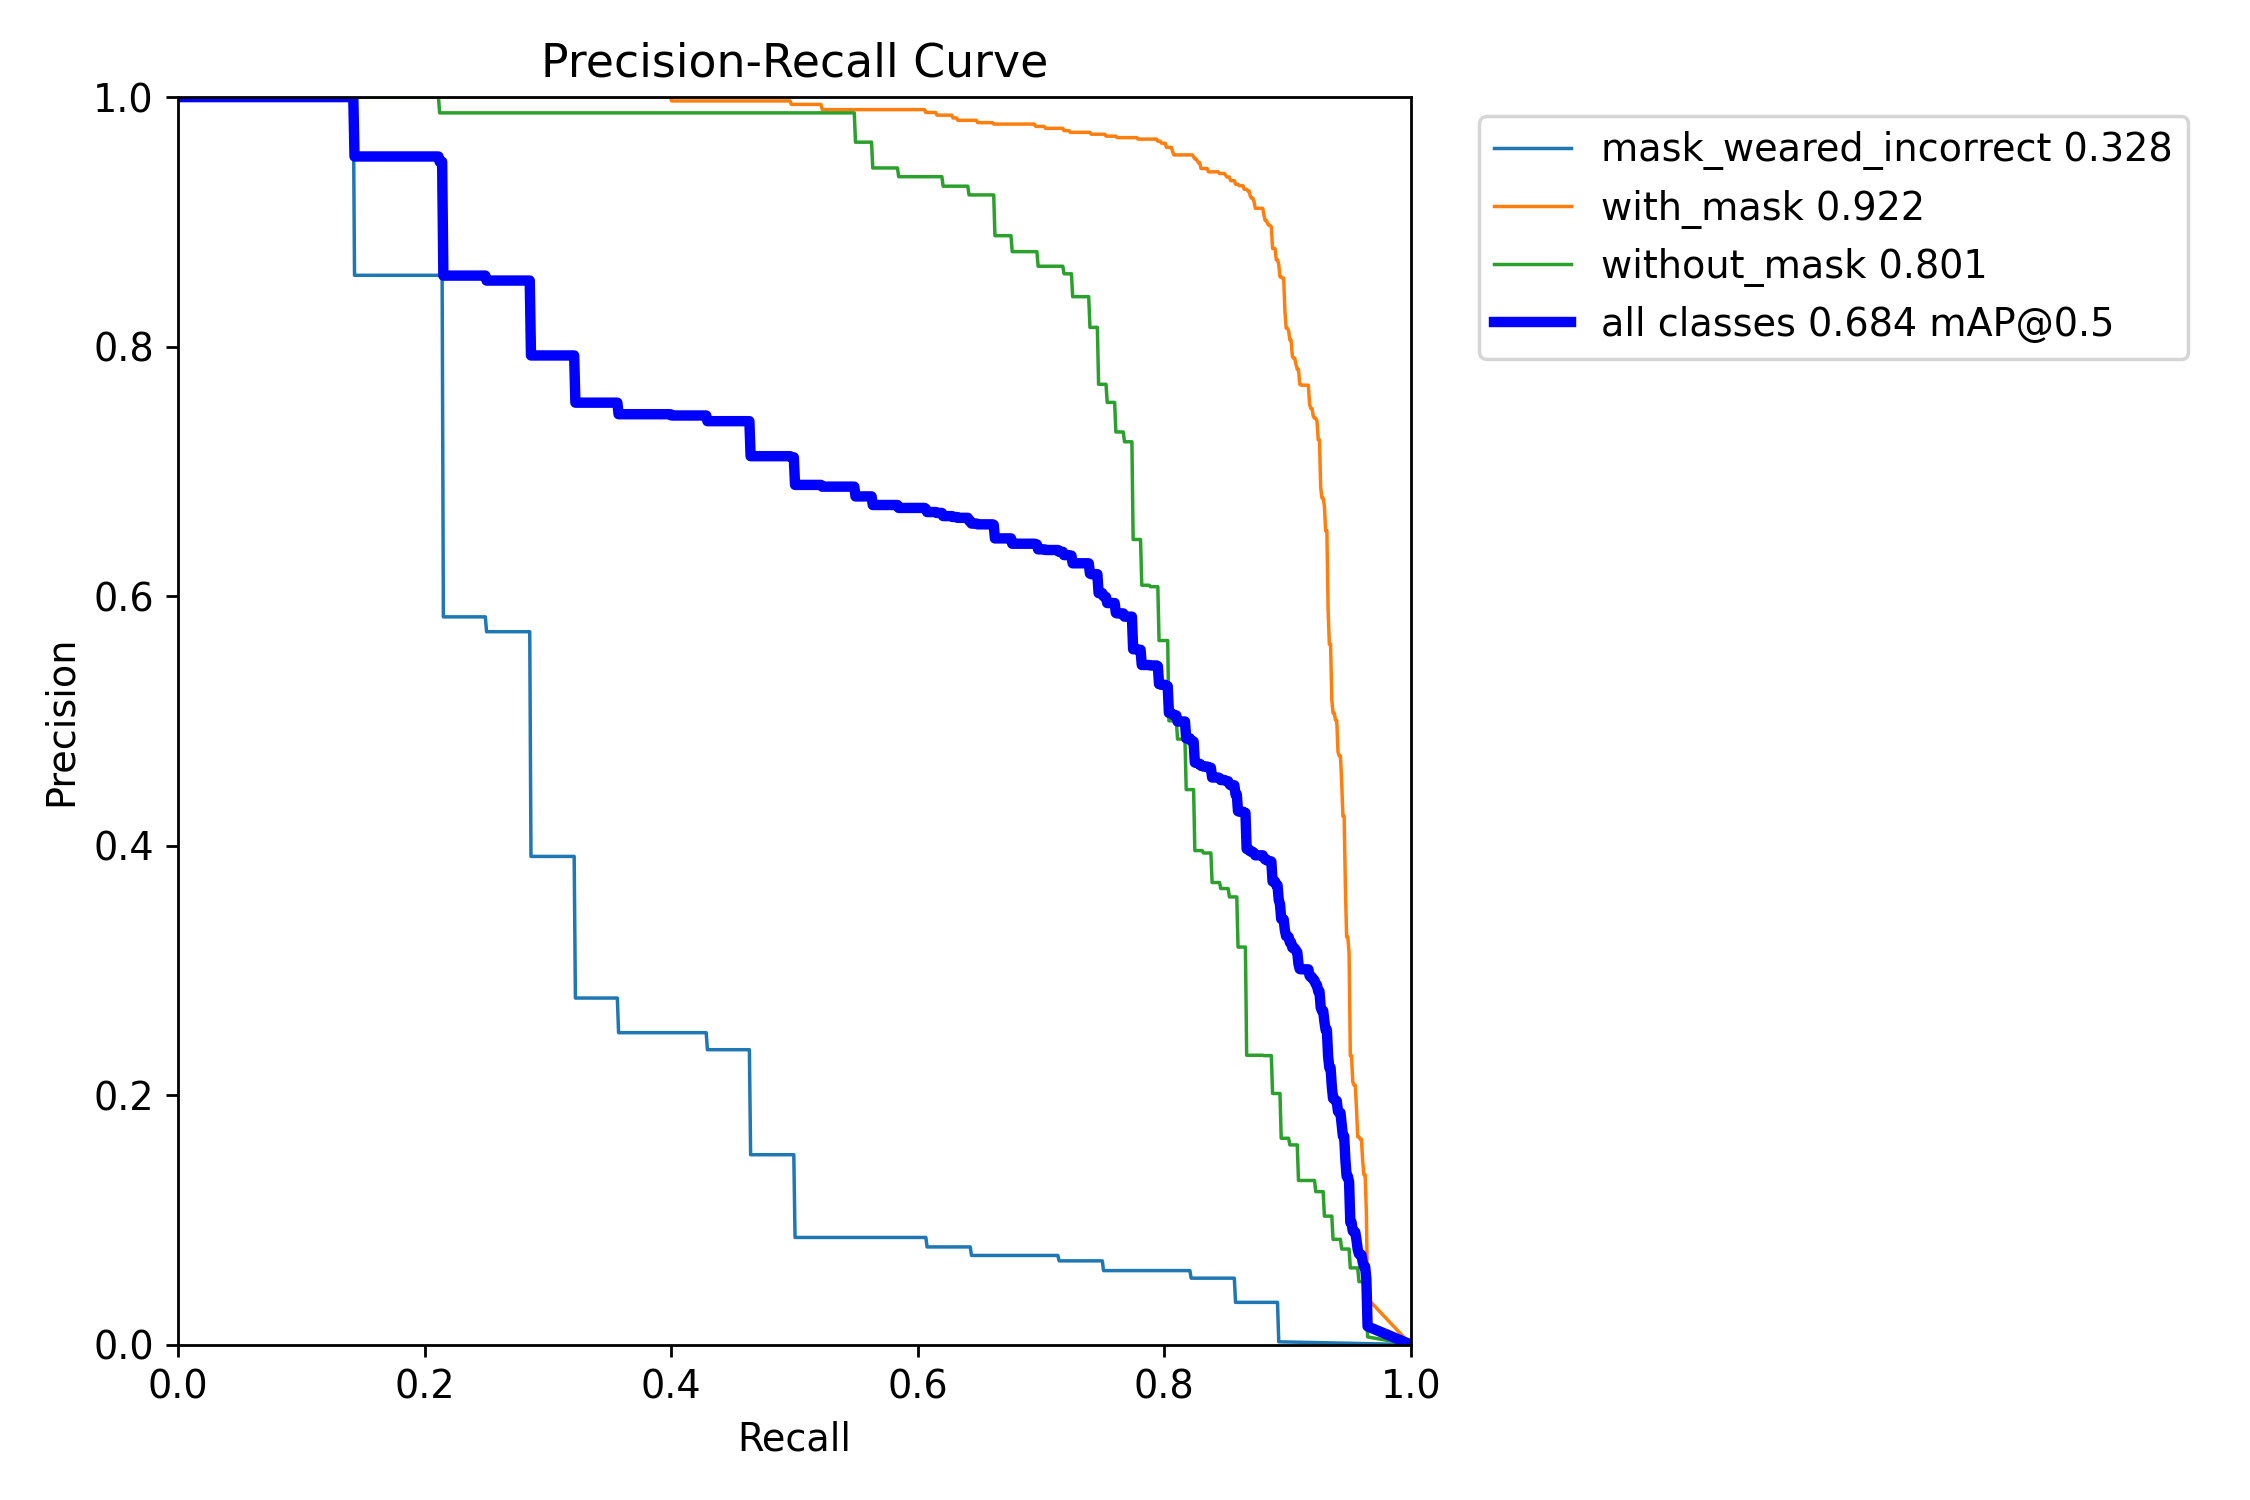 Precision-Recall Curve
1.0
0.8
0.6
0.4
0.2
0.0
Precision
0.0 0.2 0.4 0.6 0.8 1.0
Recall
mask_weared_incorrect 0.328
with_mask 0.922
without_mask 0.801
all classes 0.684 mAP@0.5